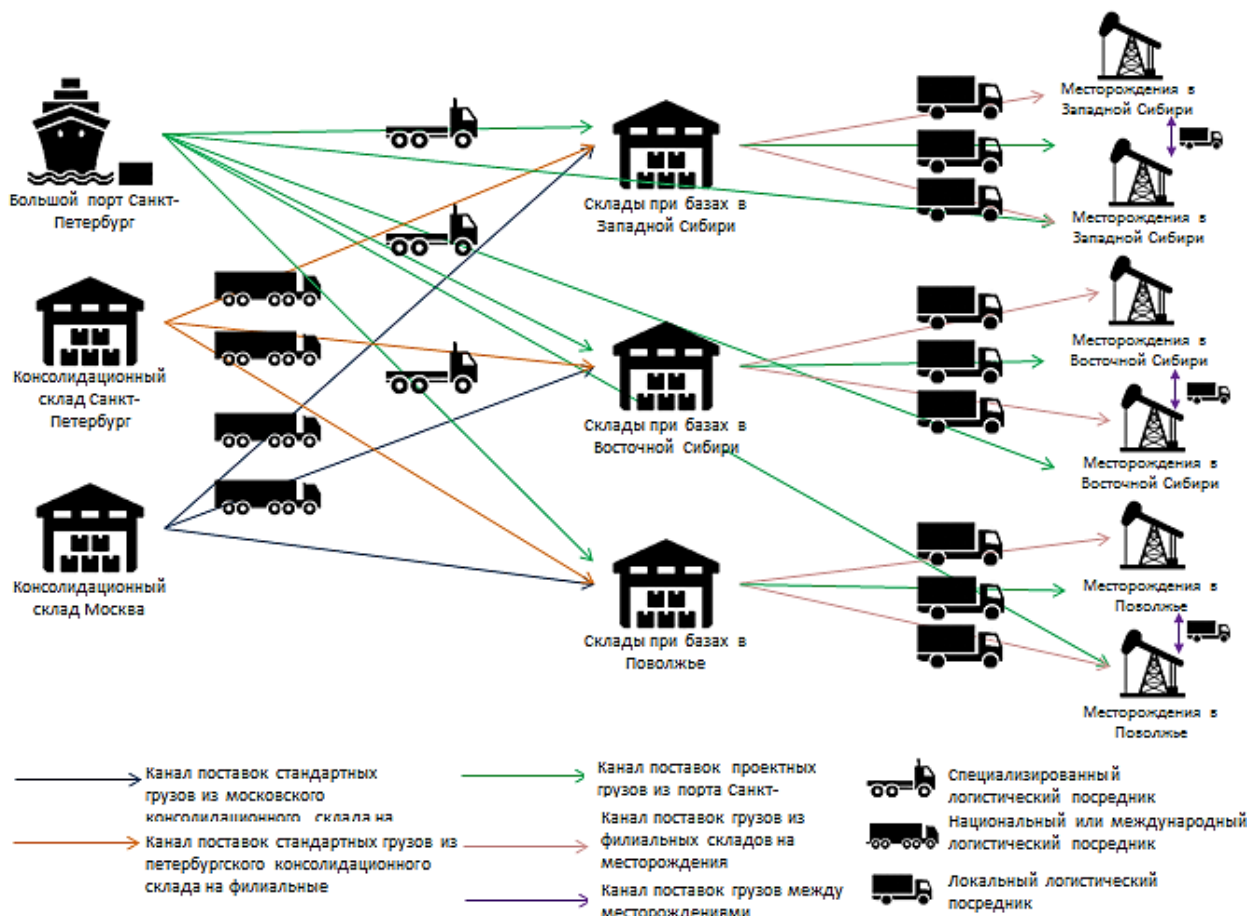 Большой порт Санкт-
Петербург
Консолидационный
склад Санкт-
Петербург
Консолидационный
склад Москва
Склады при базах в
Западной Сибири
Склады при базах в
Восточной Сибири
Склады при базах в
Поволжье
Месторождения в
Западной Сибири
Месторождения в
Западной Сибири
Месторождения в
Восточной Сибири
Месторождения в
Восточной Сибири
Месторождения в
Поволжье
Месторождения в
Поволжье
Канал поставок стандартных
грузов из московского
консолидационного склада на
Канал поставок стандартных грузов из
петербургского консолидационного
склада на филиальные
Канал поставок проектных
грузов из порта Санкт-
Канал поставок грузов из
филиальных складов на
месторождения
Канал поставок грузов между
месторождениями
Специализированный
логистический посредник
Национальный или международный
логистический посредник
Локальный логистический
посредник